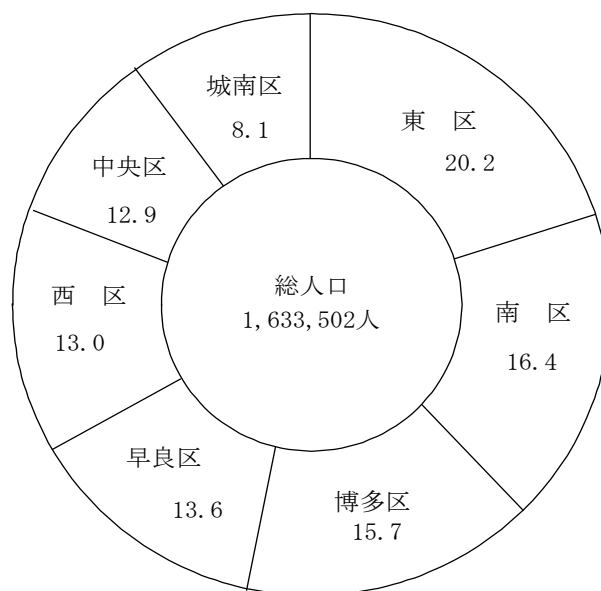 城南区
8.1
東　区
20.2
中央区
12.9
西　区
13.0
総人口
1,633,502人
南　区
16.4
早良区
13.6
博多区
15.7